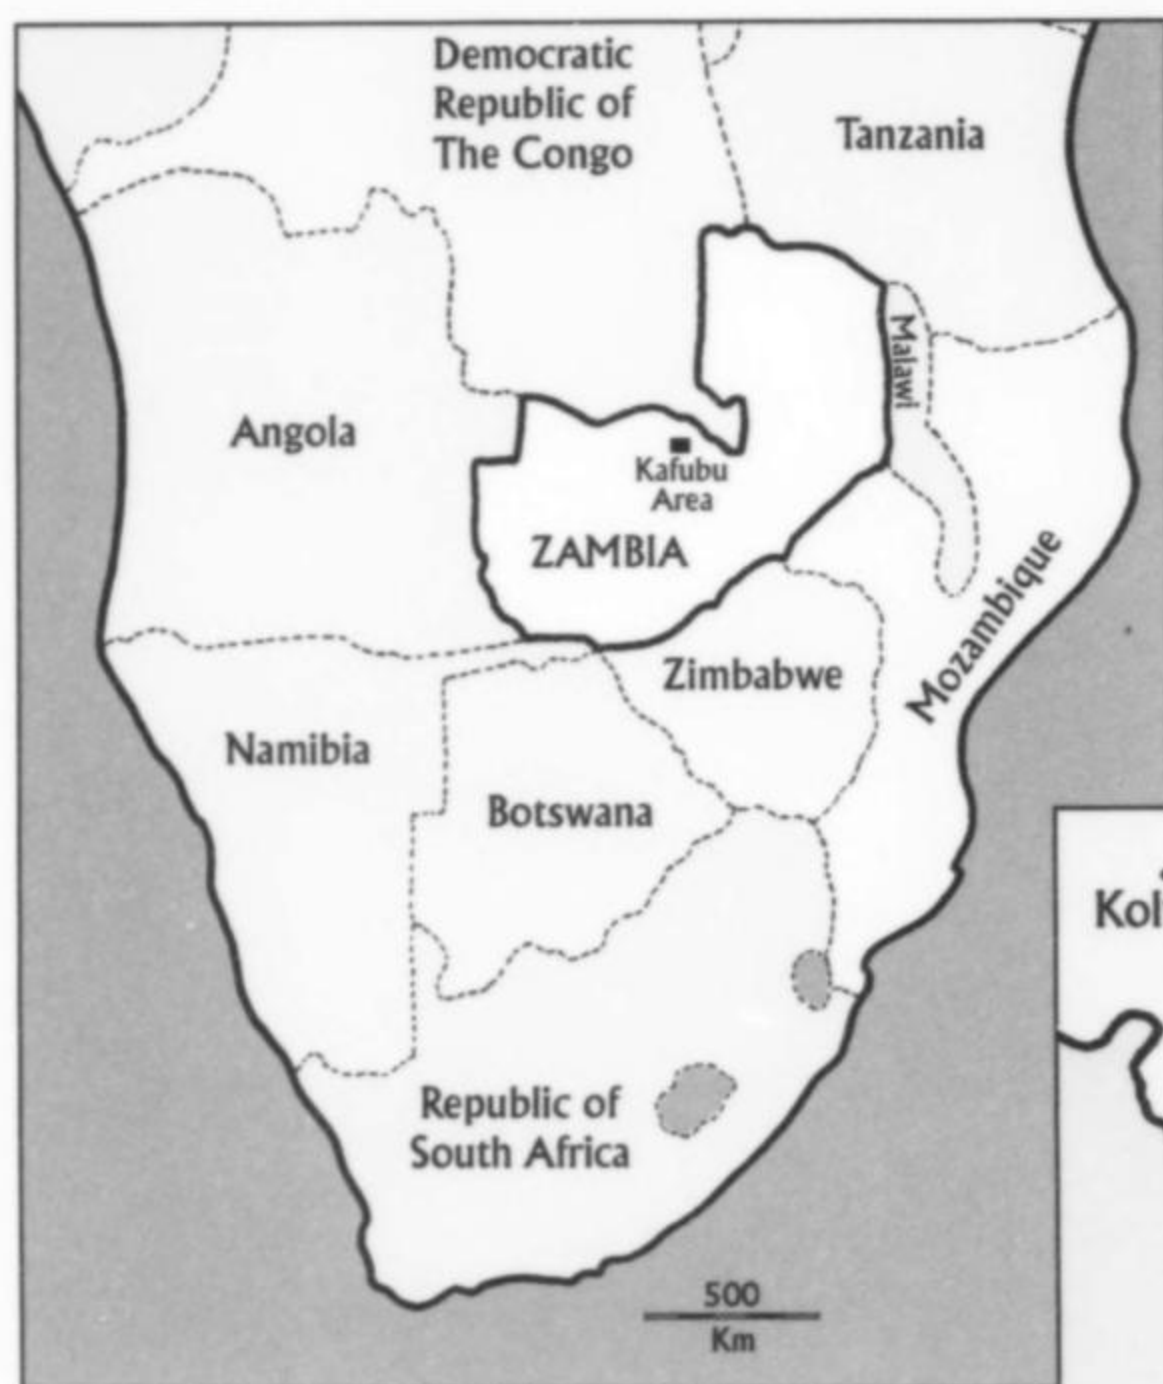 Democratic
Republic of
The Congo
Tanzania
Malawi
Angola
Kafubu
Area
ZAMBIA
Mozambique
Zimbabwe
Namibia
Botswana
Kol
Republic of
South Africa
500
Km